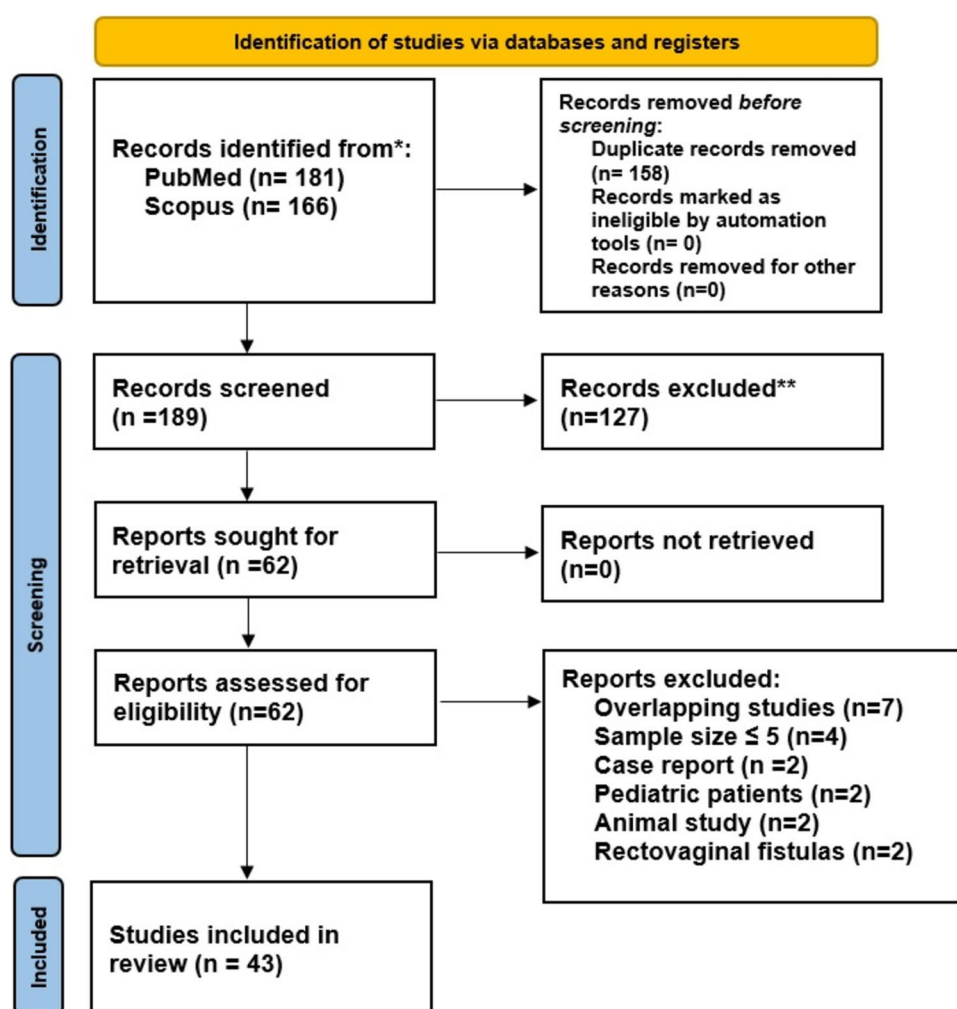 Identification of studies via databases and registers
Identification
Records identified from*:
PubMed (n= 181)
Scopus (n= 166)
Records removed before
screening:
Duplicate records removed
(n= 158)
Records marked as
ineligible by automation
tools (n= 0)
Records removed for other
reasons (n=0)
Screening
Records screened
(n =189)
Records excluded**
(n=127)
Reports sought for
retrieval (n =62)
Reports not retrieved
(n=0)
Reports assessed for
eligibility (n=62)
Reports excluded:
Overlapping studies (n=7)
Sample size ≤ 5 (n=4)
Case report (n =2)
Pediatric patients (n=2)
Animal study (n=2)
Rectovaginal fistulas (n=2)
Included
Studies included in
review (n = 43)